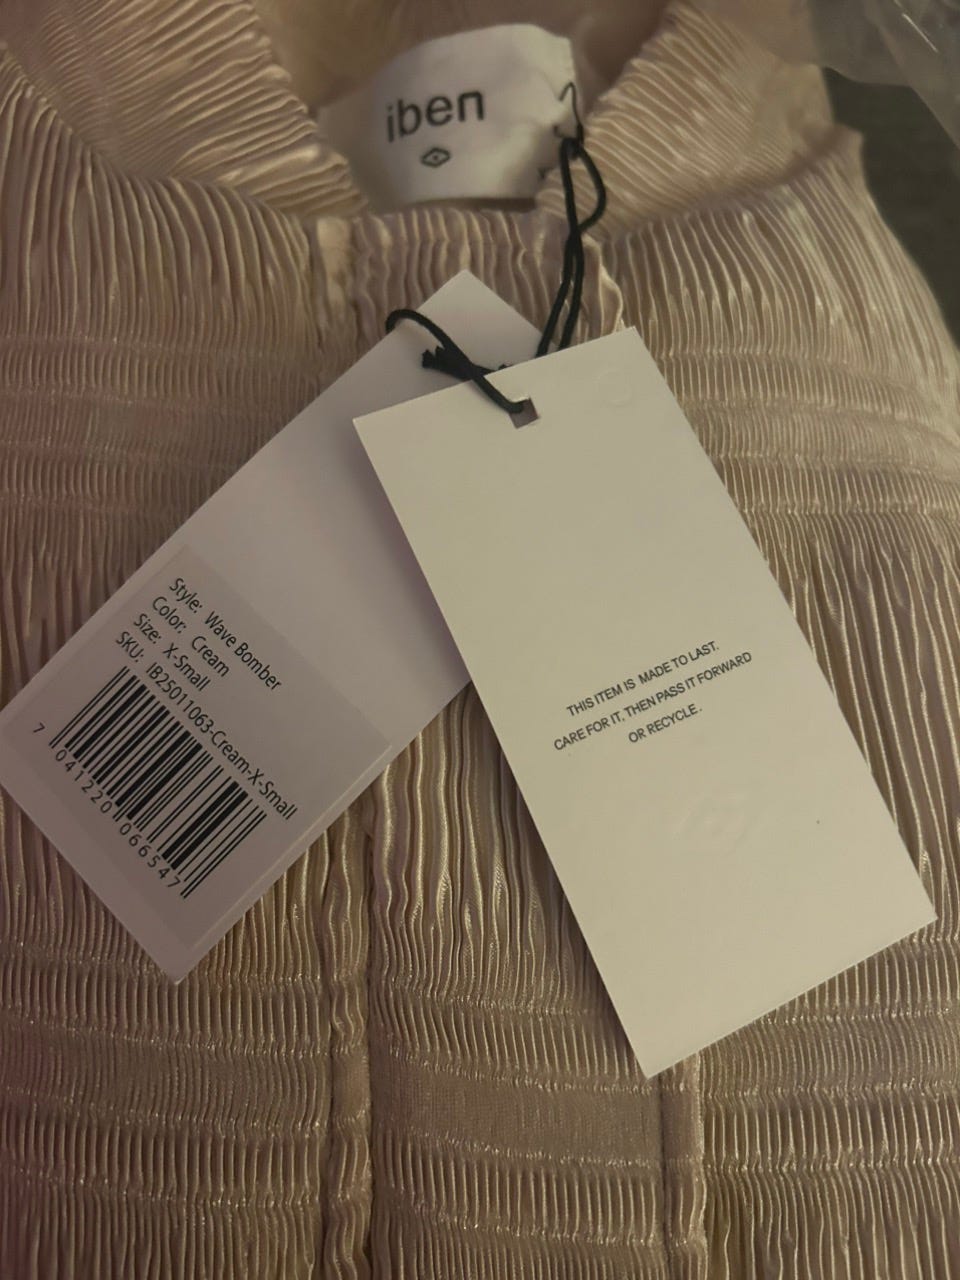 iben
Style: Wave Bomber
Color: Cream
Size: X-Small
SKU: IB25011063-Cream-X-Small
7 041220 066547
THIS ITEM IS MADE TO LAST.
CARE FOR IT, THEN PASS IT FORWARD
OR RECYCLE.